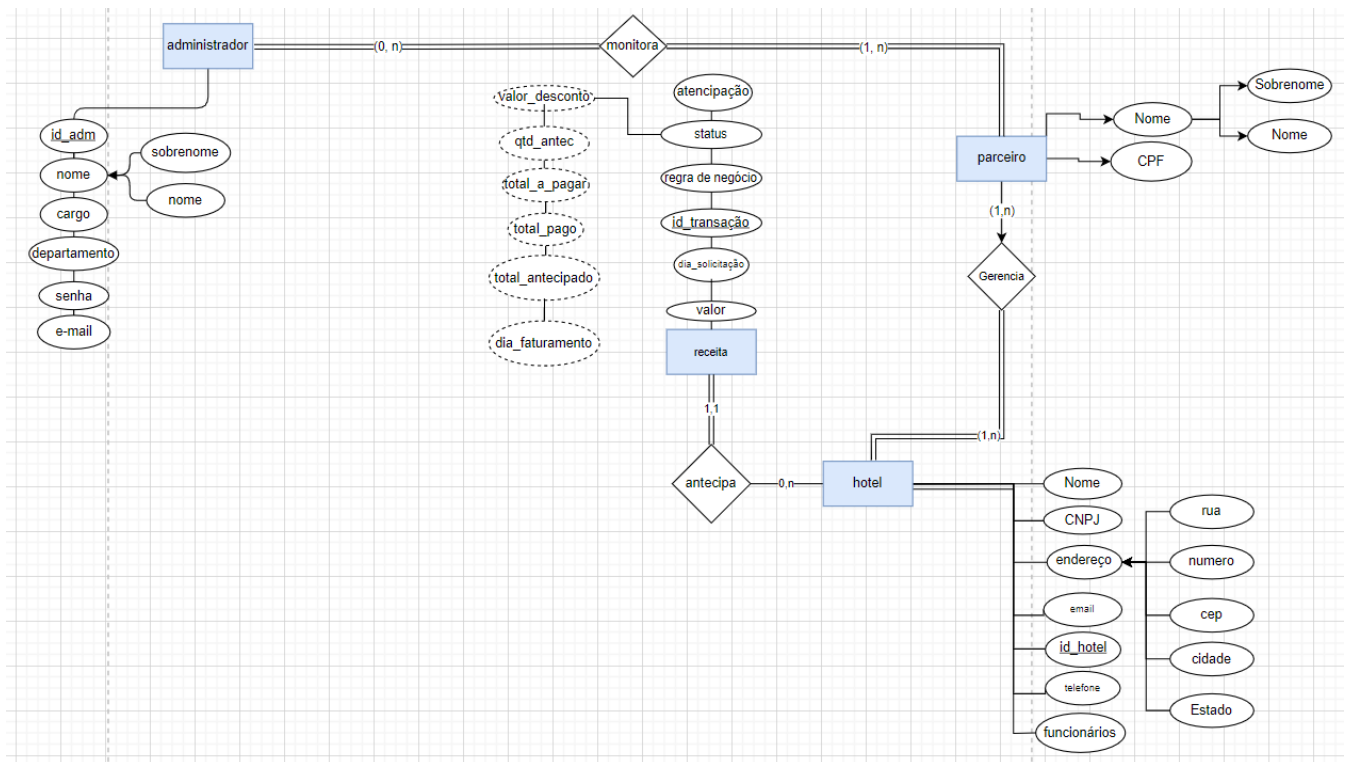 administrador
(0, n)
monitora
(1, n)
id_adm
nome
sobrenome
nome
cargo
departamento
senha
e-mail
valor_desconto
qtd_antec
total_a_pagar
total_pago
total_antecipado
dia_faturamento
atencipação
status
regra de negócio
id_transação
dia_solicitação
valor
receita
1,1
antecipa
0,n
hotel
parceiro
Nome
Sobrenome
Nome
CPF
(1,n)
Gerencia
(1,n)
Nome
CNPJ
endereço
email
id_hotel
telefone
funcionários
rua
numero
cep
cidade
Estado